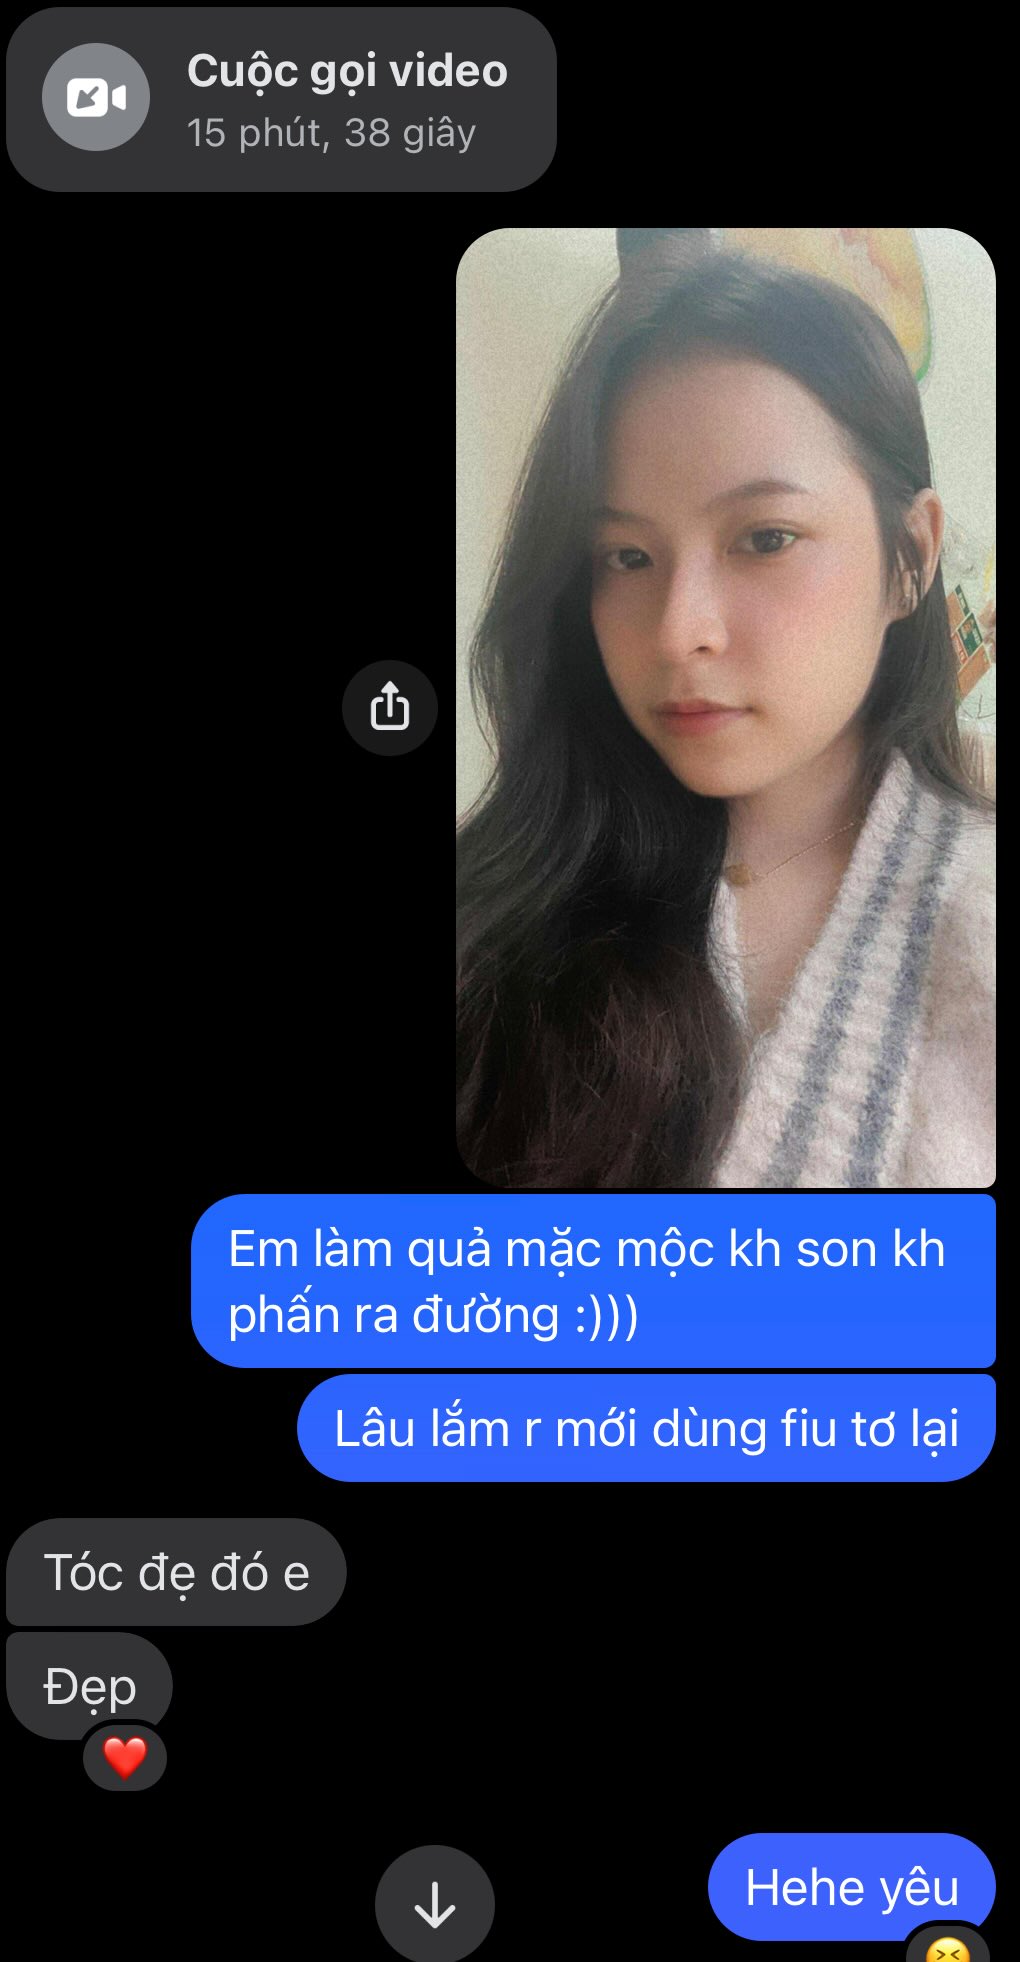 Cuộc gọi video
15 phút, 38 giây
Em làm quả mặc mộc kh son kh
phấn ra đường :)))
Lâu lắm r mới dùng fiu tơ lại
Tóc đẹ đó e
Đẹp
Hehe yêu